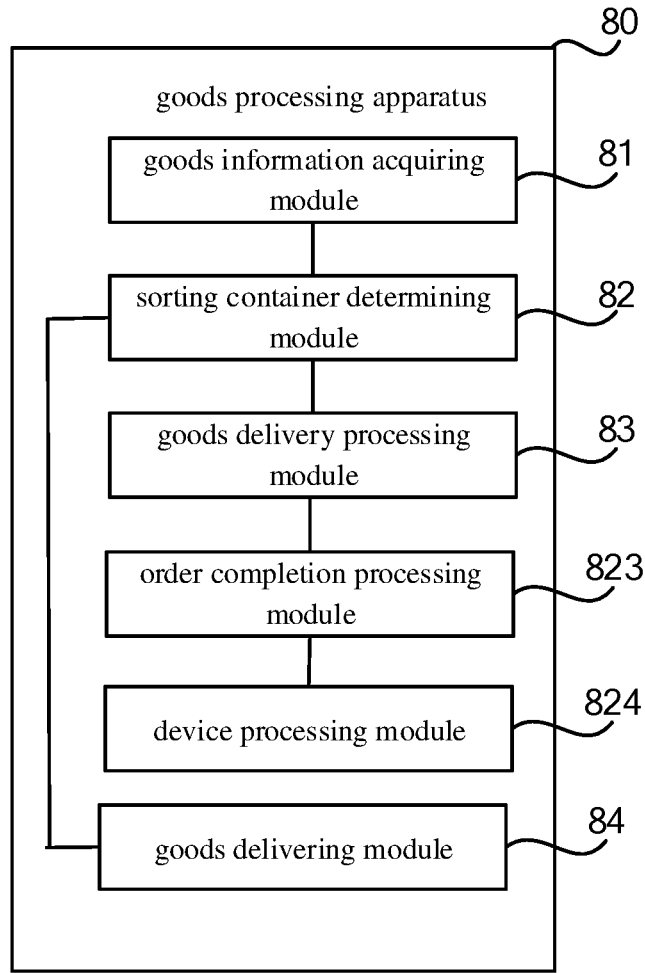 80
goods processing apparatus
goods information acquiring
module
81
sorting container determining
module
82
goods delivery processing
module
83
order completion processing
module
823
device processing module
824
goods delivering module
84